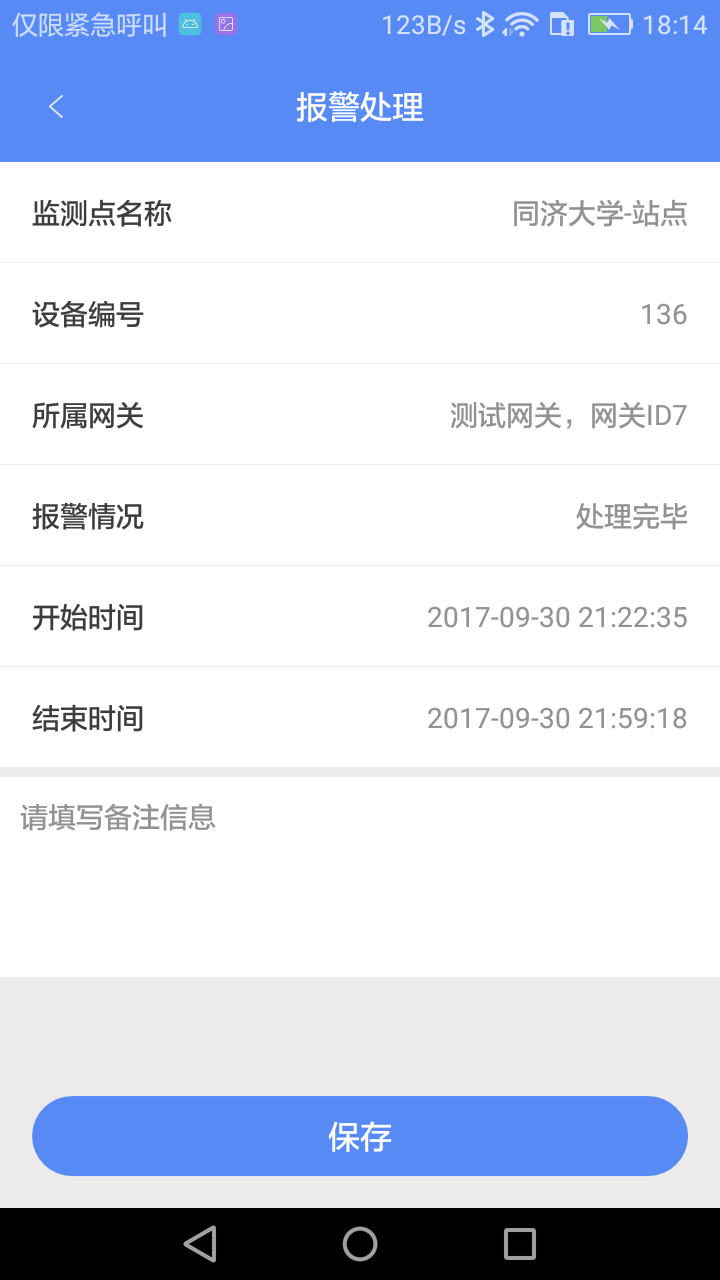 仅限紧急呼叫 123B/s 18:14
报警处理
监测点名称 同济大学-站点
设备编号 136
所属网关 测试网关，网关ID7
报警情况 处理完毕
开始时间 2017-09-30 21:22:35
结束时间 2017-09-30 21:59:18
请填写备注信息
保存